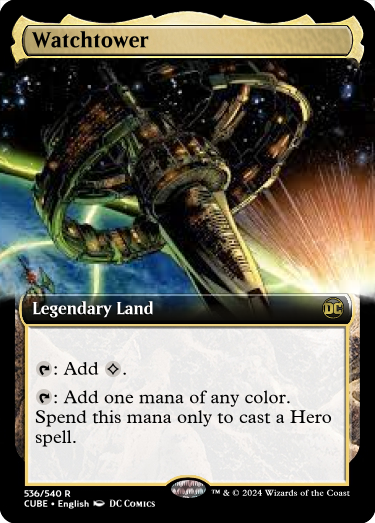 Watchtower
Legendary Land
DC
: Add .
: Add one mana of any color.
Spend this mana only to cast a Hero
spell.
536/540 R
CUBE • English DC COMICS
™ & © 2024 Wizards of the Coast